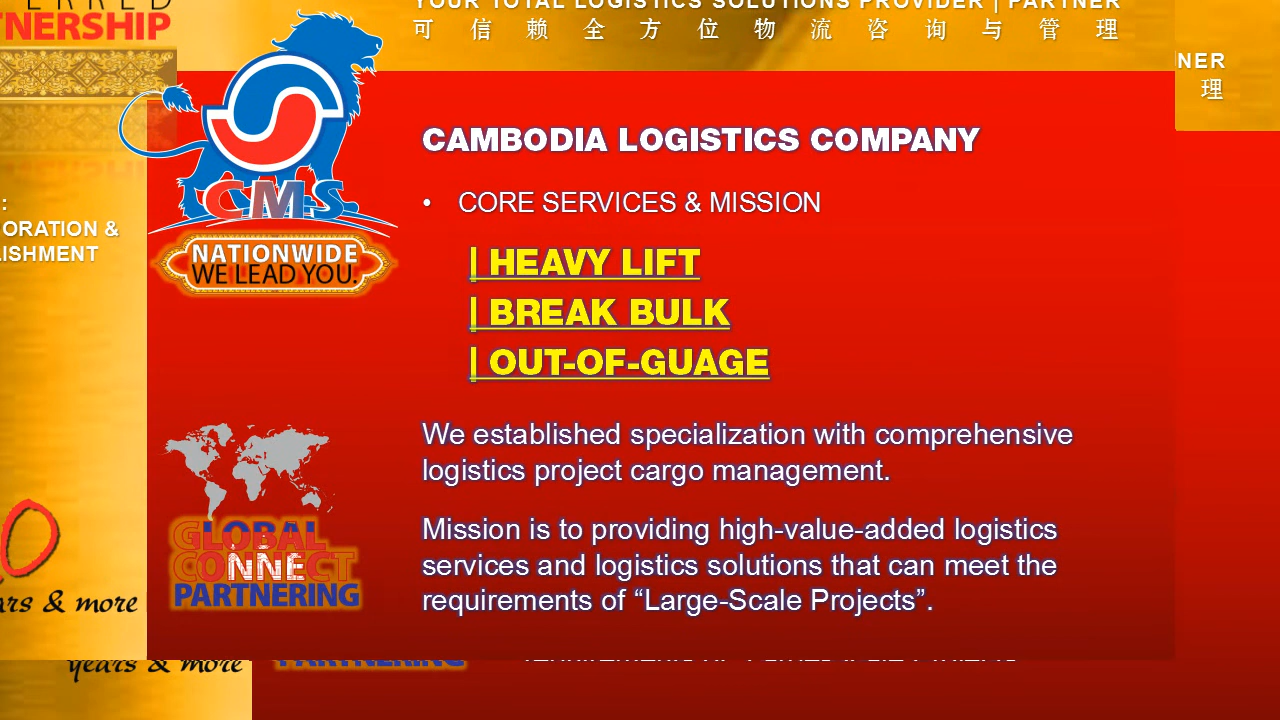 ERRED
NERSHIP
YOUR TOTAL LOGISTICS SOLUTIONS PROVIDER | PARTNER
可信赖全方位物流咨询与管理
NER
理
CMS
NATIONWIDE
WE LEAD YOU.
:
ORATION &
LISHMENT
CAMBODIA LOGISTICS COMPANY
• CORE SERVICES & MISSION
| HEAVY LIFT
| BREAK BULK
| OUT-OF-GUAGE
We established specialization with comprehensive
logistics project cargo management.
Mission is to providing high-value-added logistics
services and logistics solutions that can meet the
requirements of “Large-Scale Projects”.
GLOBAL
CONNECT
PARTNERING
ars & more
years & more
PARTNERING